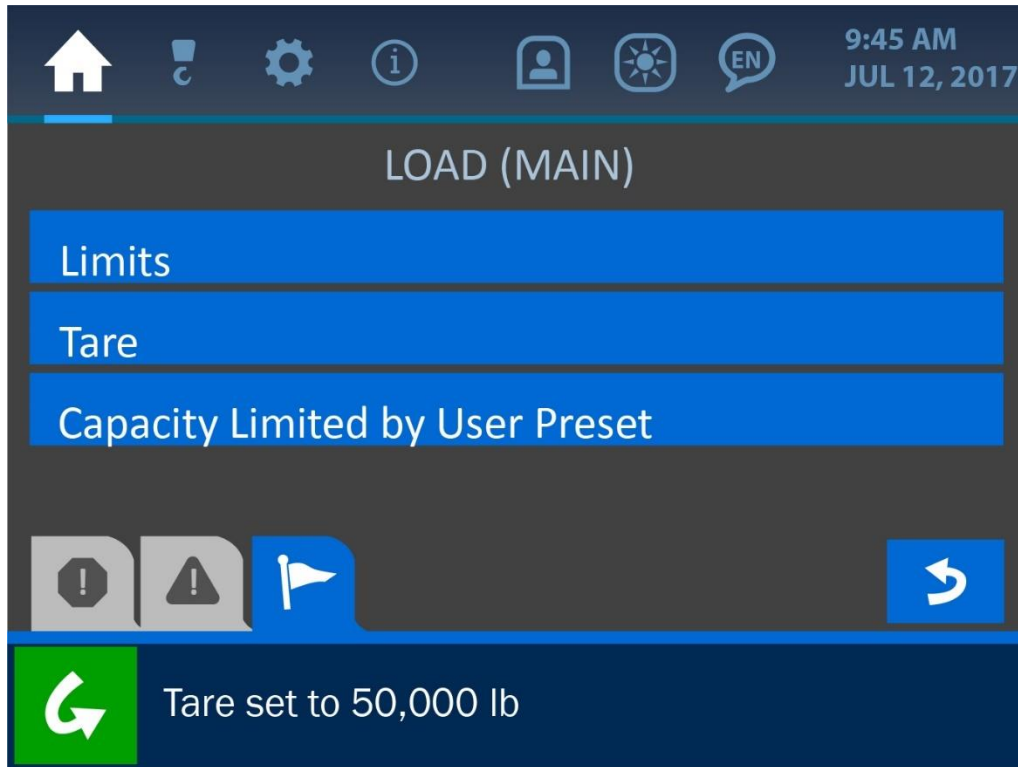 EN
9:45 AM
JUL 12, 2017
LOAD (MAIN)
Limits
Tare
Capacity Limited by User Preset
Tare set to 50,000 lb